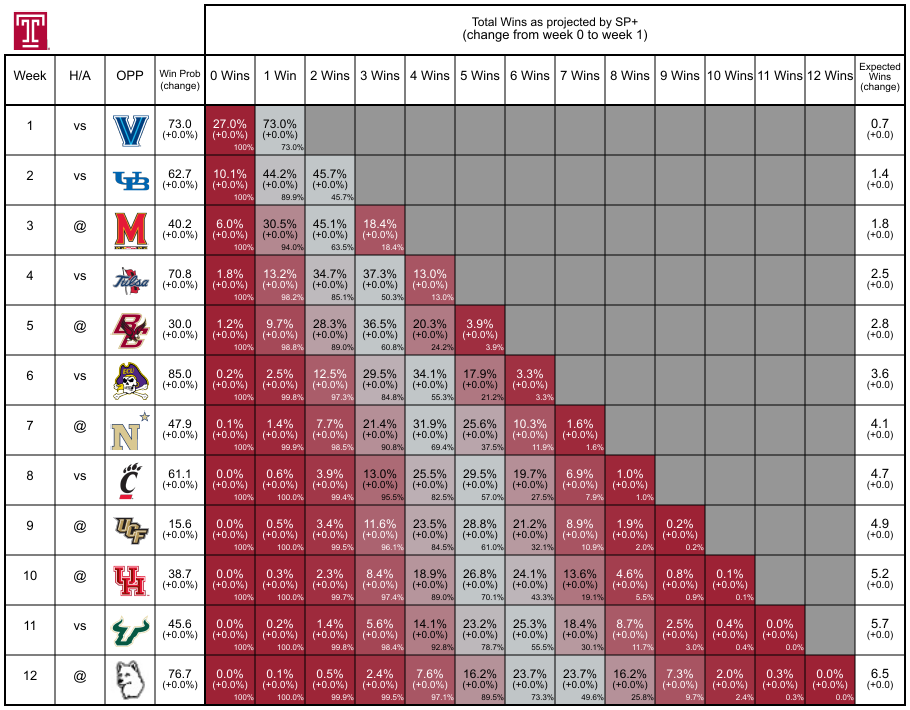 T
Total Wins as projected by SP+
(change from week 0 to week 1)
Week H/A OPP Win Prob (change) 0 Wins 1 Win 2 Wins 3 Wins 4 Wins 5 Wins 6 Wins 7 Wins 8 Wins 9 Wins 10 Wins 11 Wins 12 Wins Expected Wins (change)
1 vs V 73.0 27.0% 73.0% 0.7
(+0.0%) (+0.0%) (+0.0%) (+0.0)
100% 73.0%
2 vs UB 62.7 10.1% 44.2% 45.7% 1.4
(+0.0%) (+0.0%) (+0.0%) (+0.0%) (+0.0)
100% 89.9% 45.7%
3 @ M 40.2 6.0% 30.5% 45.1% 18.4% 1.8
(+0.0%) (+0.0%) (+0.0%) (+0.0%) (+0.0%) (+0.0)
100% 94.0% 63.5% 18.4%
4 vs Tulsa 70.8 1.8% 13.2% 34.7% 37.3% 13.0% 2.5
(+0.0%) (+0.0%) (+0.0%) (+0.0%) (+0.0%) (+0.0%) (+0.0)
100% 98.2% 85.1% 50.3% 13.0%
5 @ BC 30.0 1.2% 9.7% 28.3% 36.5% 20.3% 3.9% 2.8
(+0.0%) (+0.0%) (+0.0%) (+0.0%) (+0.0%) (+0.0%) (+0.0%) (+0.0)
100% 98.8% 89.0% 60.8% 24.2% 3.9%
6 vs ECU 85.0 0.2% 2.5% 12.5% 29.5% 34.1% 17.9% 3.3% 3.6
(+0.0%) (+0.0%) (+0.0%) (+0.0%) (+0.0%) (+0.0%) (+0.0%) (+0.0%) (+0.0)
100% 99.8% 97.3% 84.8% 55.3% 21.2% 3.3%
7 @ N 47.9 0.1% 1.4% 7.7% 21.4% 31.9% 25.6% 10.3% 1.6% 4.1
(+0.0%) (+0.0%) (+0.0%) (+0.0%) (+0.0%) (+0.0%) (+0.0%) (+0.0%) (+0.0%) (+0.0)
100% 99.9% 98.5% 90.8% 69.4% 37.5% 11.9% 1.6%
8 vs C 61.1 0.0% 0.6% 3.9% 13.0% 25.5% 29.5% 19.7% 6.9% 1.0% 4.7
(+0.0%) (+0.0%) (+0.0%) (+0.0%) (+0.0%) (+0.0%) (+0.0%) (+0.0%) (+0.0%) (+0.0%) (+0.0)
100% 100.0% 99.4% 95.5% 82.5% 57.0% 27.5% 7.9% 1.0%
9 @ UCF 15.6 0.0% 0.5% 3.4% 11.6% 23.5% 28.8% 21.2% 8.9% 1.9% 0.2% 4.9
(+0.0%) (+0.0%) (+0.0%) (+0.0%) (+0.0%) (+0.0%) (+0.0%) (+0.0%) (+0.0%) (+0.0%) (+0.0%) (+0.0)
100% 100.0% 99.5% 96.1% 84.5% 61.0% 32.1% 10.9% 2.0% 0.2%
10 @ UH 38.7 0.0% 0.3% 2.3% 8.4% 18.9% 26.8% 24.1% 13.6% 4.6% 0.8% 0.1% 5.2
(+0.0%) (+0.0%) (+0.0%) (+0.0%) (+0.0%) (+0.0%) (+0.0%) (+0.0%) (+0.0%) (+0.0%) (+0.0%) (+0.0%) (+0.0)
100% 100.0% 99.7% 97.4% 89.0% 70.1% 43.3% 19.1% 5.5% 0.9% 0.1%
11 vs 45.6 0.0% 0.2% 1.4% 5.6% 14.1% 23.2% 25.3% 18.4% 8.7% 2.5% 0.4% 0.0% 5.7
(+0.0%) (+0.0%) (+0.0%) (+0.0%) (+0.0%) (+0.0%) (+0.0%) (+0.0%) (+0.0%) (+0.0%) (+0.0%) (+0.0%) (+0.0%) (+0.0)
100% 100.0% 99.8% 98.4% 92.8% 78.7% 55.5% 30.1% 11.7% 3.0% 0.4% 0.0%
12 @ 76.7 0.0% 0.1% 0.5% 2.4% 7.6% 16.2% 23.7% 23.7% 16.2% 7.3% 2.0% 0.3% 0.0% 6.5
(+0.0%) (+0.0%) (+0.0%) (+0.0%) (+0.0%) (+0.0%) (+0.0%) (+0.0%) (+0.0%) (+0.0%) (+0.0%) (+0.0%) (+0.0%) (+0.0%) (+0.0)
100% 100.0% 99.9% 99.5% 97.1% 89.5% 73.3% 49.6% 25.8% 9.7% 2.4% 0.3% 0.0%